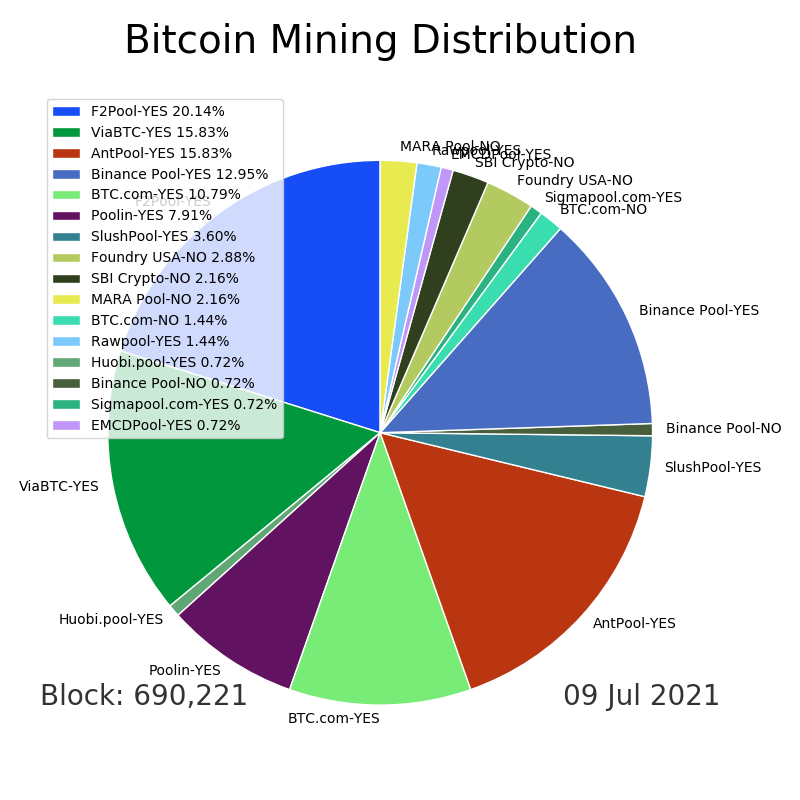 Bitcoin Mining Distribution
F2Pool-YES 20.14%
ViaBTC-YES 15.83%
AntPool-YES 15.83%
Binance Pool-YES 12.95%
BTC.com-YES 10.79%
Poolin-YES 7.91%
SlushPool-YES 3.60%
Foundry USA-NO 2.88%
SBI Crypto-NO 2.16%
MARA Pool-NO 2.16%
BTC.com-NO 1.44%
Rawpool-YES 1.44%
Huobi.pool-YES 0.72%
Binance Pool-NO 0.72%
Sigmapool.com-YES 0.72%
EMCDPool-YES 0.72%
MARA Pool-NO
Rawpool-YES
EMCDPool-YES
SBI Crypto-NO
Foundry USA-NO
Sigmapool.com-YES
BTC.com-NO
F2Pool-YES
Binance Pool-YES
Binance Pool-NO
SlushPool-YES
ViaBTC-YES
Huobi.pool-YES
AntPool-YES
Poolin-YES
BTC.com-YES
Block: 690,221
09 Jul 2021